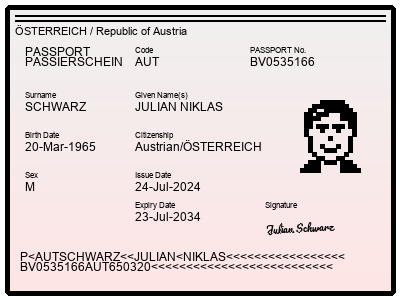 ÖSTERREICH / Republic of Austria
PASSPORT
PASSIERSCHEIN
Code
AUT
PASSPORT No.
BV0535166
Surname
SCHWARZ
Given Name(s)
JULIAN NIKLAS
Birth Date
20-Mar-1965
Citizenship
Austrian/ÖSTERREICH
Sex
M
Issue Date
24-Jul-2024
Expiry Date
23-Jul-2034
Signature
Julian Schwarz
P<AUTSCHWARZ<<JULIAN<NIKLAS<<<<<<<<<<<<<<<<<
BV0535166AUT650320<<<<<<<<<<<<<<<<<<<<<<<<<<